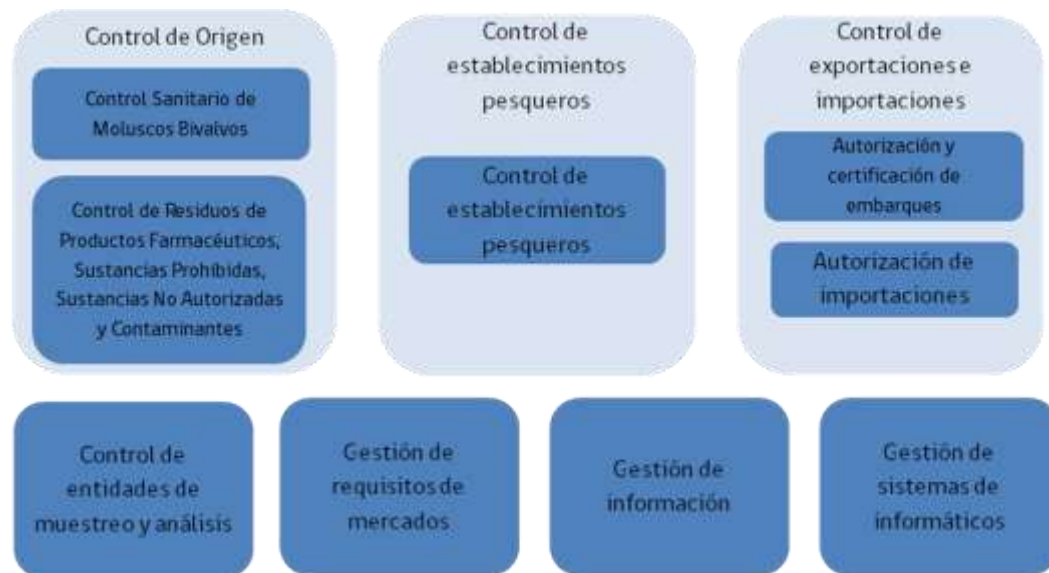 Control de Origen
Control Sanitario de
Moluscos Bivalvos
Control de Residuos de
Productos Farmacéuticos,
Sustancias Prohibidas,
Sustancias No Autorizadas
y Contaminantes
Control de
establecimientos
pesqueros
Control de
establecimientos
pesqueros
Control de
exportaciones e
importaciones
Autorización y
certificación de
embarques
Autorización de
importaciones
Control de
entidades de
muestreo y análisis
Gestión de
requisitos de
mercados
Gestión de
información
Gestión de
sistemas de
informáticos